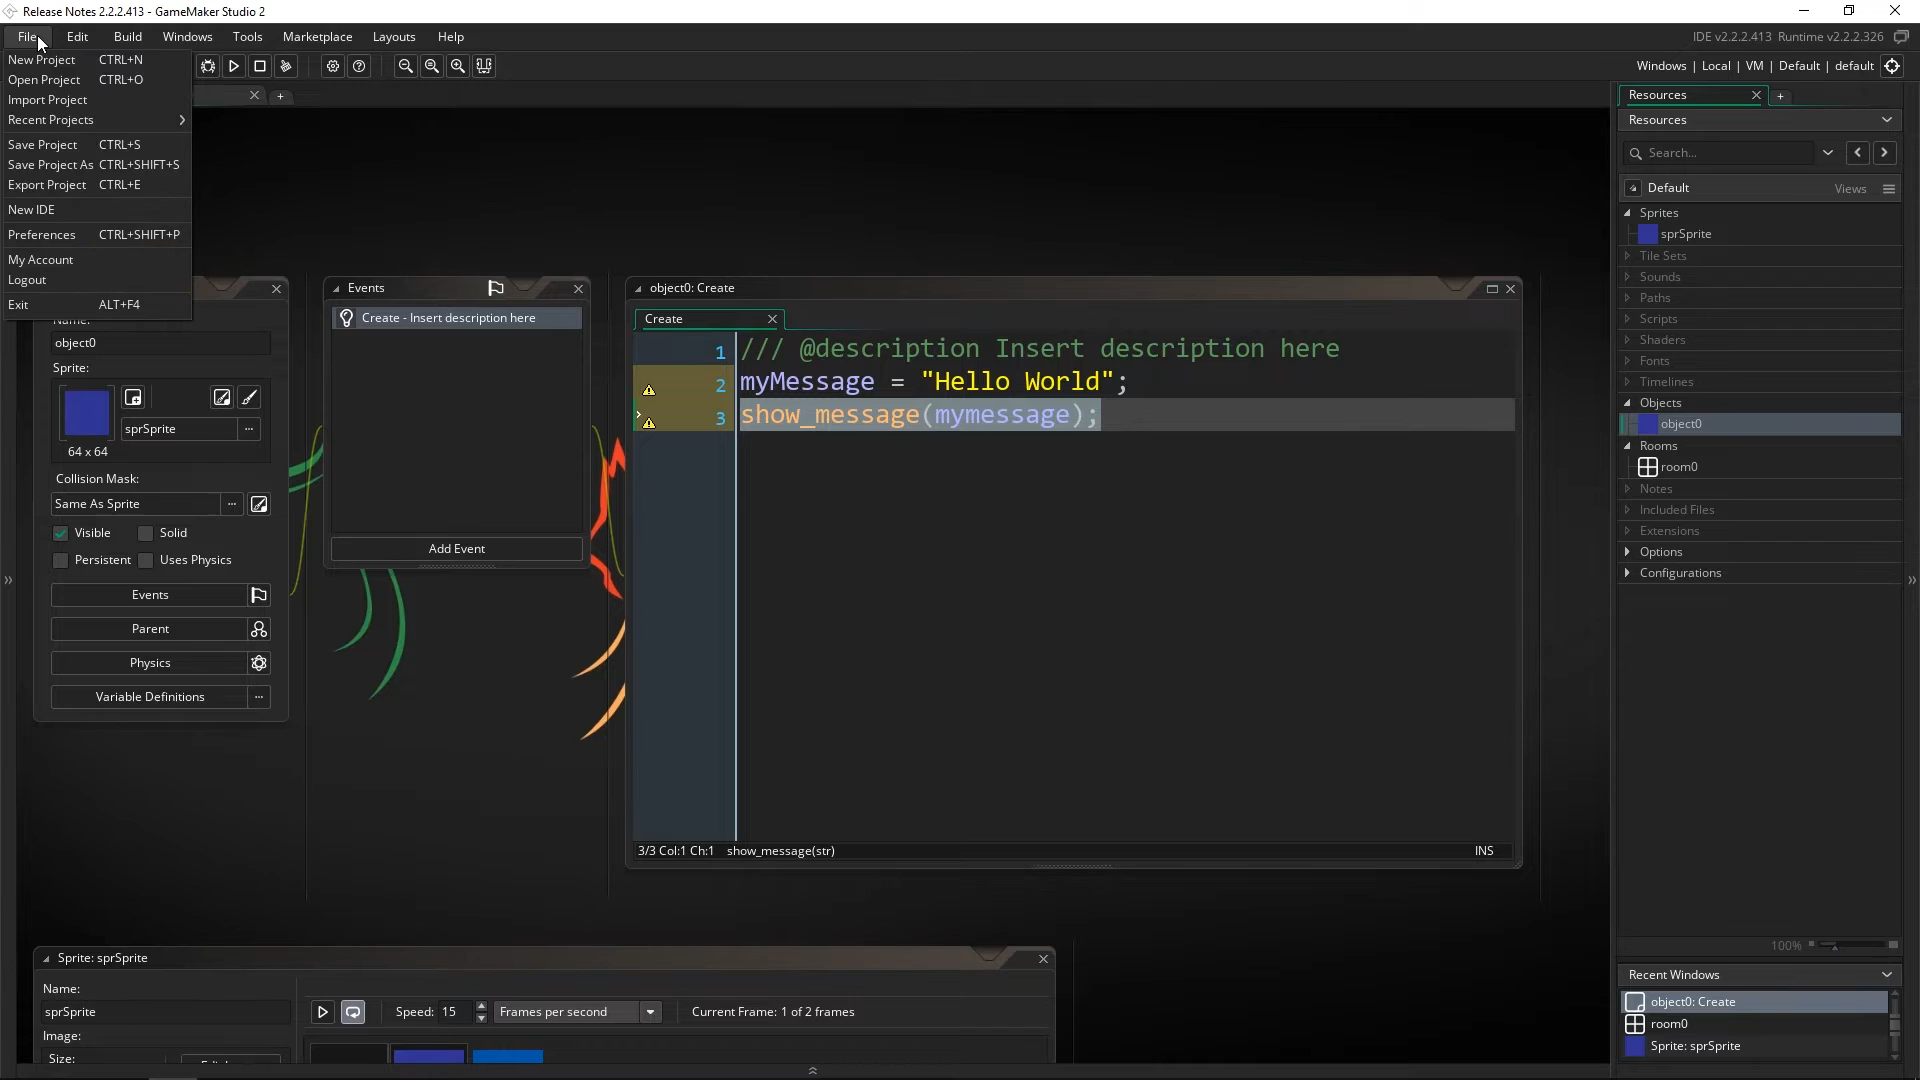 Release Notes 2.2.2.413 - GameMaker Studio 2
File Edit Build Windows Tools Marketplace Layouts Help
IDE v2.2.2.413 Runtime v2.2.2.326
Windows | Local | VM | Default | default
New Project CTRL+N
Open Project CTRL+O
Import Project
Recent Projects
Save Project CTRL+S
Save Project As CTRL+SHIFT+S
Export Project CTRL+E
New IDE
Preferences CTRL+SHIFT+P
My Account
Logout
Exit ALT+F4
object0
Sprite:
sprSprite
64 x 64
Collision Mask:
Same As Sprite
Visible Solid
Persistent Uses Physics
Events
Parent
Physics
Variable Definitions
Events
Create - Insert description here
Add Event
object0: Create
Create
1 /// @description Insert description here
2 myMessage = "Hello World";
3 show_message(mymessage);
3/3 Col:1 Ch:1 show_message(str)
INS
Sprite: sprSprite
Name:
sprSprite
Image:
Size:
Speed: 15 Frames per second Current Frame: 1 of 2 frames
Resources
Resources
Search...
Default Views
Sprites
sprSprite
Tile Sets
Sounds
Paths
Scripts
Shaders
Fonts
Timelines
Objects
object0
Rooms
room0
Notes
Included Files
Extensions
Options
Configurations
100%
Recent Windows
object0: Create
room0
Sprite: sprSprite